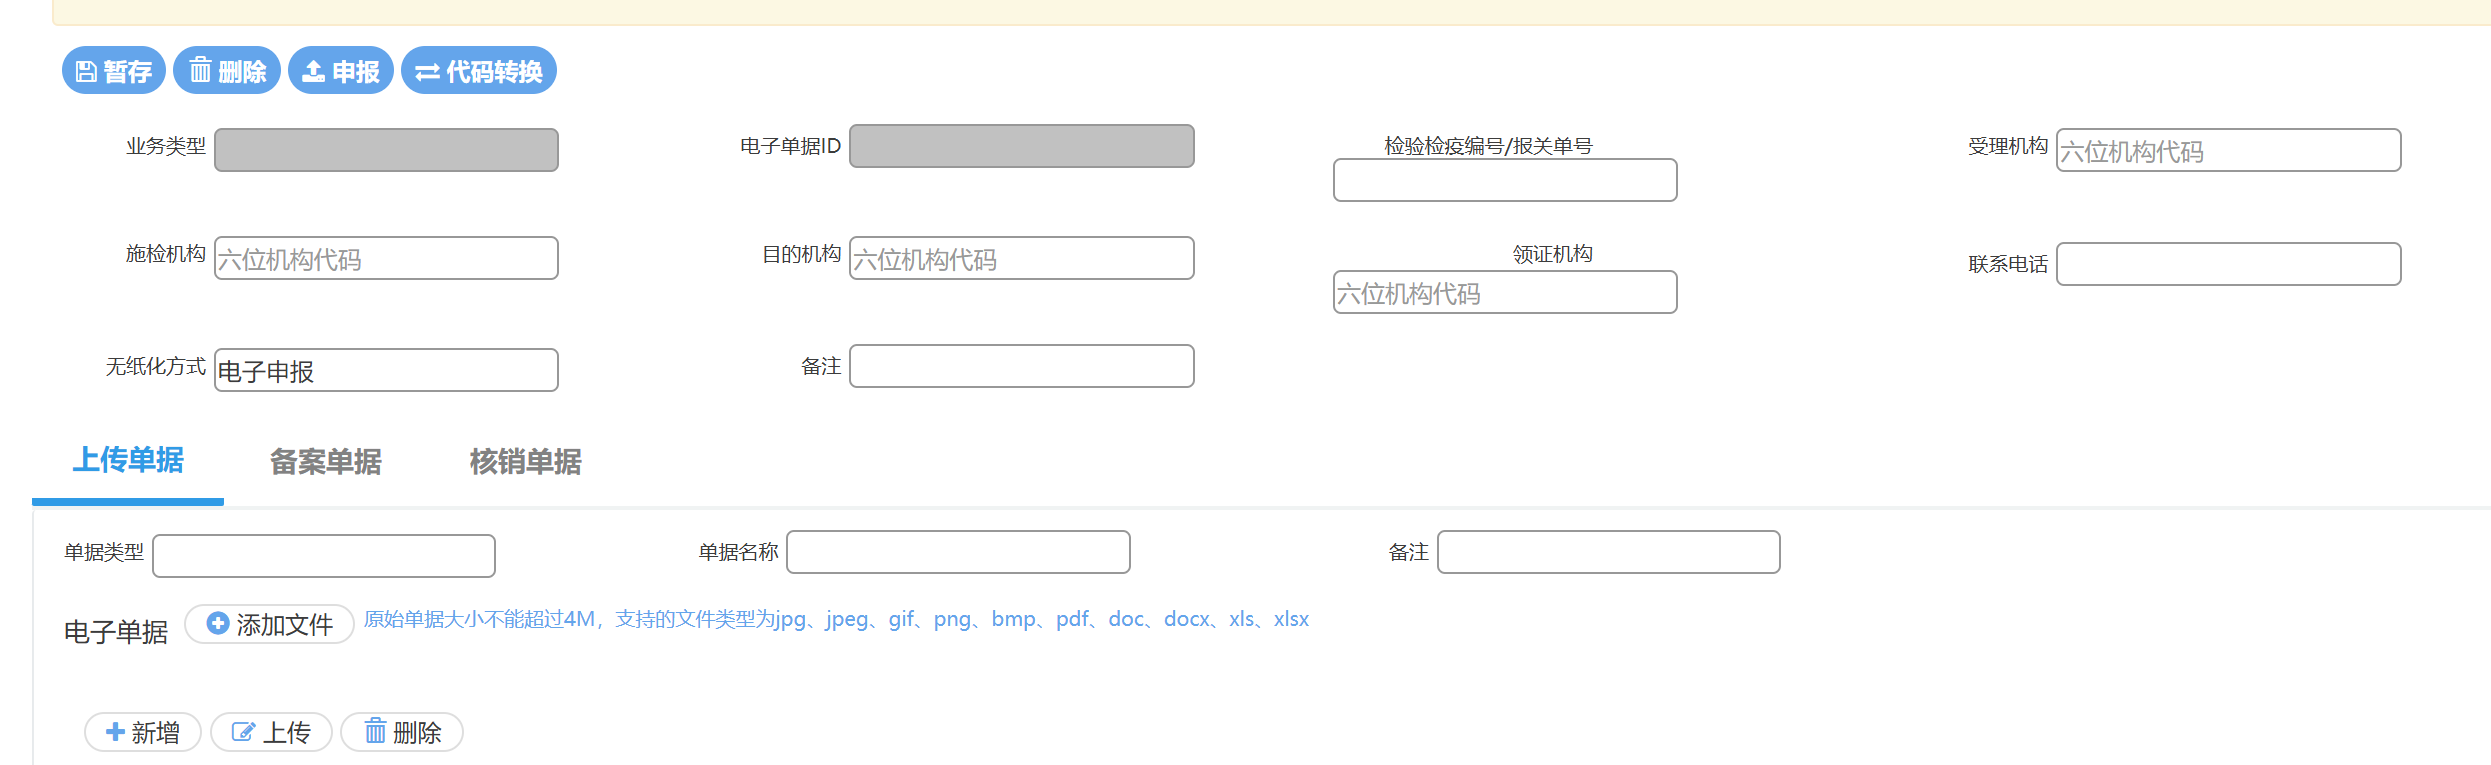 暂存 删除 申报 代码转换
业务类型 电子单据ID 检验检疫编号/报关单号 受理机构 六位机构代码
施检机构 六位机构代码 目的机构 六位机构代码 领证机构 六位机构代码 联系电话
无纸化方式 电子申报 备注
上传单据 备案单据 核销单据
单据类型 单据名称 备注
电子单据 添加文件 原始单据大小不能超过4M，支持的文件类型为jpg、jpeg、gif、png、bmp、pdf、doc、docx、xls、xlsx
新增 上传 删除